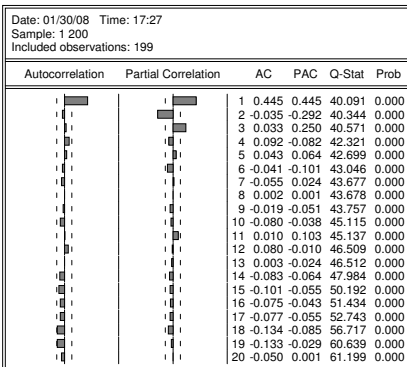 Date: 01/30/08 Time: 17:27
Sample: 1 200
Included observations: 199
Autocorrelation Partial Correlation AC PAC Q-Stat Prob
1 0.445 0.445 40.091 0.000
2 -0.035 -0.292 40.344 0.000
3 0.033 0.250 40.571 0.000
4 0.092 -0.082 42.321 0.000
5 0.043 0.064 42.699 0.000
6 -0.041 -0.101 43.046 0.000
7 -0.055 0.024 43.677 0.000
8 0.002 0.001 43.678 0.000
9 -0.019 -0.051 43.757 0.000
10 -0.080 -0.038 45.115 0.000
11 0.010 0.103 45.137 0.000
12 0.080 -0.010 46.509 0.000
13 0.003 -0.024 46.512 0.000
14 -0.083 -0.064 47.984 0.000
15 -0.101 -0.055 50.192 0.000
16 -0.075 -0.043 51.434 0.000
17 -0.077 -0.055 52.743 0.000
18 -0.134 -0.085 56.717 0.000
19 -0.133 -0.029 60.639 0.000
20 -0.050 0.001 61.199 0.000